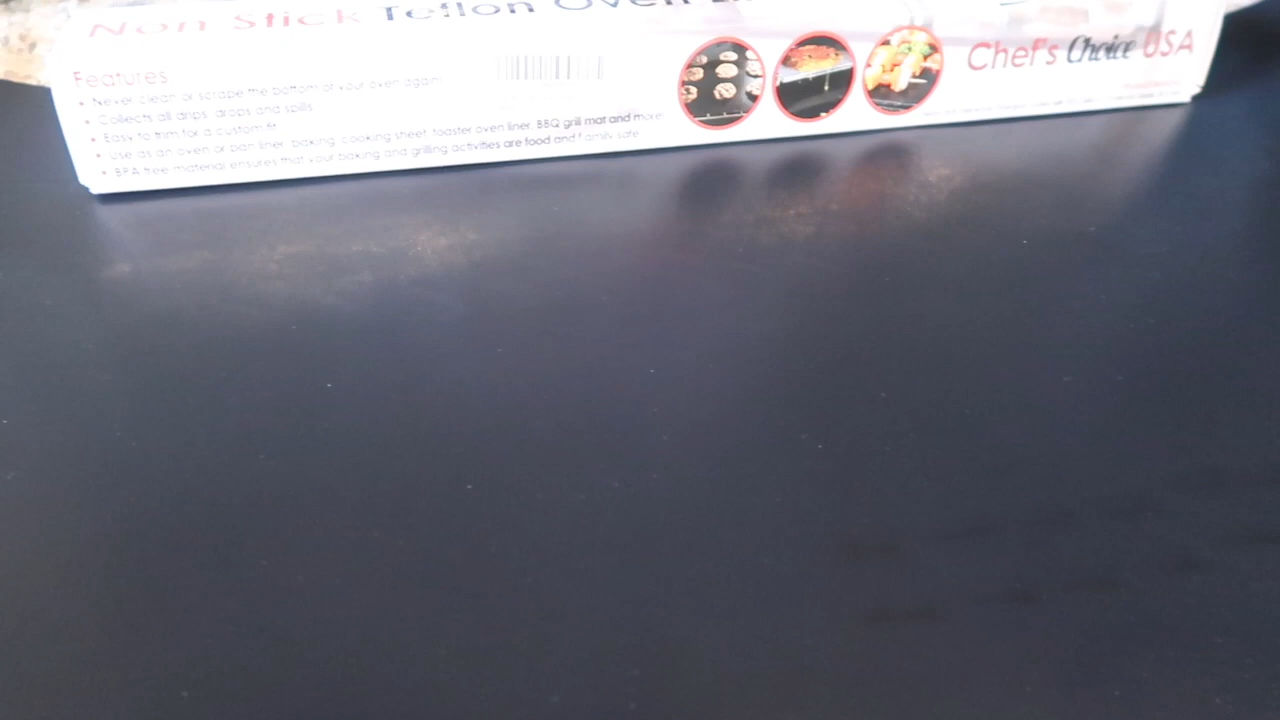 Non Stick Teflon Oven
Chef's Choice USA
Features
• Never clean or scrape the bottom of your oven again
• Collects all drips drops and spills
• Easy to trim for a custom fit
• Use as an oven or pan liner, baking, cooking sheet, toaster oven liner, BBQ grill mat and more
• BPA free material ensures that your baking and grilling activities are food and family safe